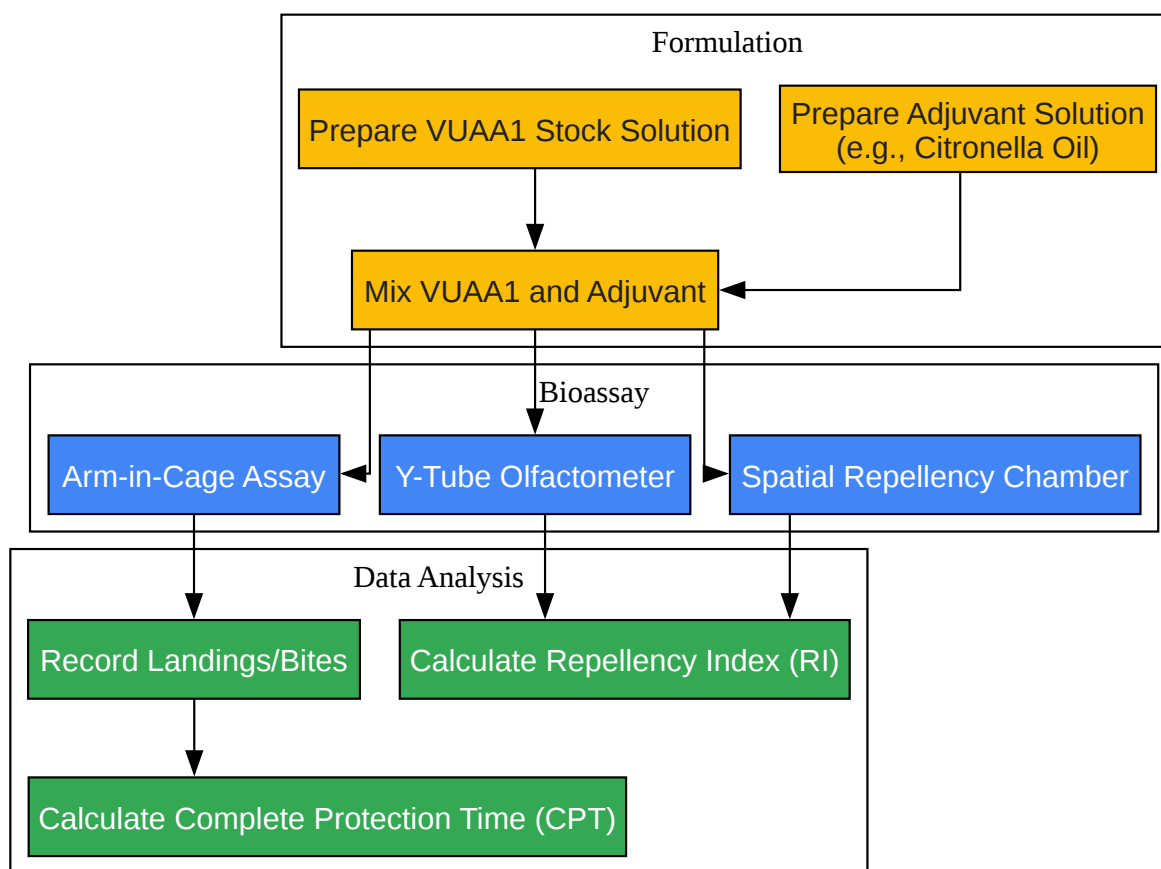 Formulation
Prepare VUAA1 Stock Solution
Prepare Adjuvant Solution
(e.g., Citronella Oil)
Mix VUAA1 and Adjuvant
Bioassay
Arm-in-Cage Assay
Y-Tube Olfactometer
Spatial Repellency Chamber
Data Analysis
Record Landings/Bites
Calculate Repellency Index (RI)
Calculate Complete Protection Time (CPT)